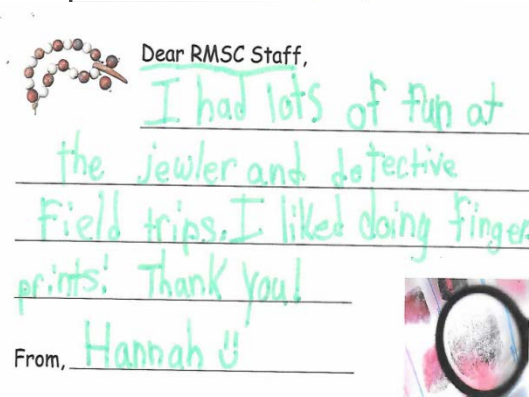 Dear RMSC Staff,
I had lots of fun at
the jewler and detective
Field trips. I liked doing finger
prints! Thank you!
From, Hannah ü